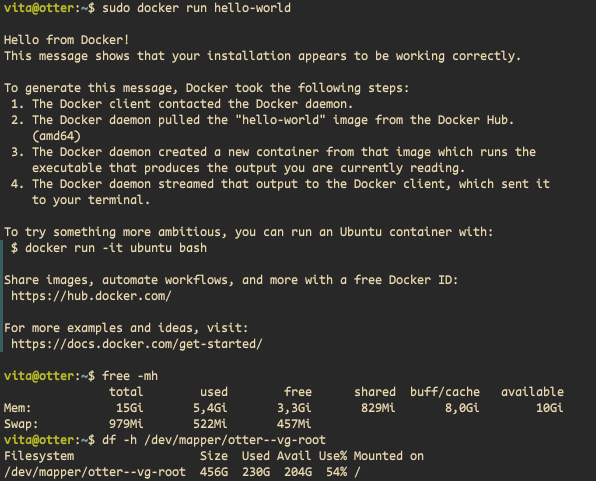 vita@otter:~$ sudo docker run hello-world
Hello from Docker!
This message shows that your installation appears to be working correctly.
To generate this message, Docker took the following steps:
1. The Docker client contacted the Docker daemon.
2. The Docker daemon pulled the "hello-world" image from the Docker Hub.
(amd64)
3. The Docker daemon created a new container from that image which runs the
executable that produces the output you are currently reading.
4. The Docker daemon streamed that output to the Docker client, which sent it
to your terminal.
To try something more ambitious, you can run an Ubuntu container with:
$ docker run -it ubuntu bash
Share images, automate workflows, and more with a free Docker ID:
https://hub.docker.com/
For more examples and ideas, visit:
https://docs.docker.com/get-started/
vita@otter:~$ free -mh
total used free shared buff/cache available
Mem: 15Gi 5,4Gi 3,3Gi 829Mi 8,0Gi 10Gi
Swap: 979Mi 522Mi 457Mi
vita@otter:~$ df -h /dev/mapper/otter--vg-root
Filesystem Size Used Avail Use% Mounted on
/dev/mapper/otter--vg-root 456G 230G 204G 54% /